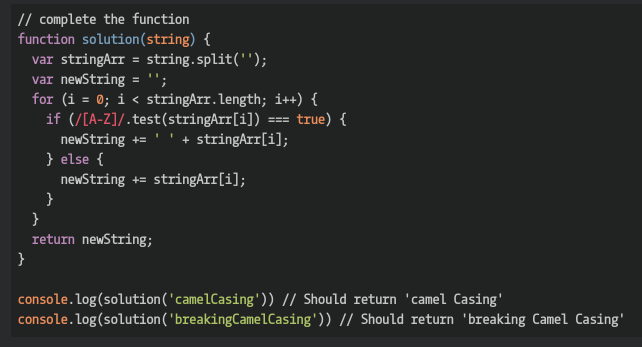 // complete the function
function solution(string) {
  var stringArr = string.split('');
  var newString = '';
  for (i = 0; i < stringArr.length; i++) {
    if (/[A-Z]/.test(stringArr[i]) === true) {
      newString += ' ' + stringArr[i];
    } else {
      newString += stringArr[i];
    }
  }
  return newString;
}

console.log(solution('camelCasing')) // Should return 'camel Casing'
console.log(solution('breakingCamelCasing')) // Should return 'breaking Camel Casing'